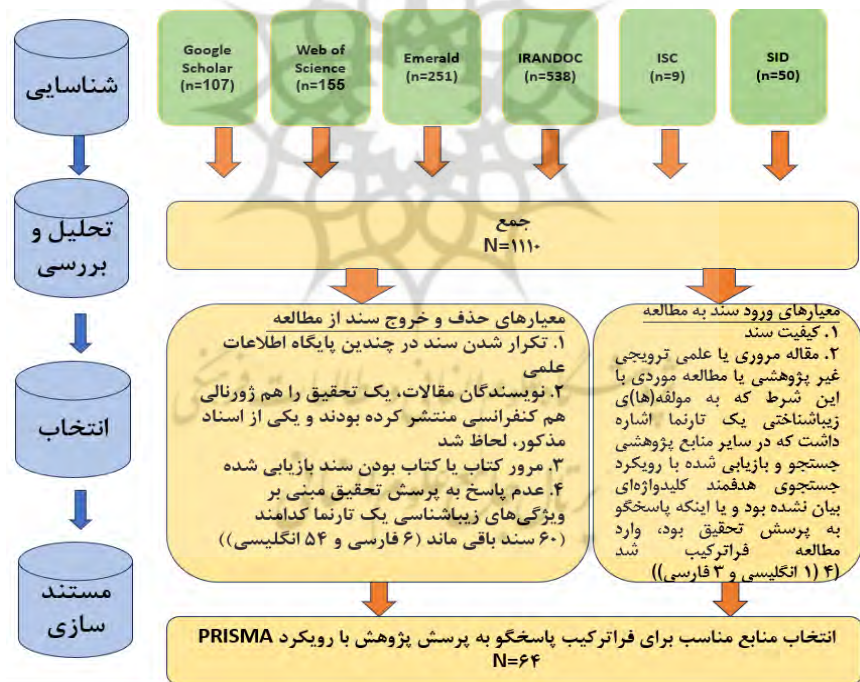 شناسایی
Google
Scholar
(n=107)
Web of
Science
(n=155
Emerald
(n=251)
IRANDOC
(n=538)
ISC
(n=9)
SID
(n=50)
تحلیل و
بررسی
جمع
N=۱۱۱۰
معیارهای ورود سند به مطالعه
۱. کیفیت سند
۲. مقاله مروری یا علمی ترویجی
غیر پژوهشی یا مطالعه موردی با
این شرط که به مولفه(ها)ی
زیباشناختی یک تارنما اشاره
داشت که در سایر منابع پژوهشی
جستجو و بازیابی شده با رویکرد
جستجوی هدفمند کلیدواژه‌ای
بیان نشده بود و یا اینکه پاسخگو
به پرسش تحقیق بود، وارد
مطالعه فراترکیب شد
(۴ (۱ انگلیسی و ۳ فارسی))
معیارهای حذف و خروج سند از مطالعه
۱. تکرار شدن سند در چندین پایگاه اطلاعات
علمی
۲. نویسندگان مقالات، یک تحقیق را هم ژورنالی
هم کنفرانسی منتشر کرده بودند و یکی از اسناد
مذکور، لحاظ شد
۳. مرور کتاب یا کتاب بودن سند بازیابی شده
۴. عدم پاسخ به پرسش تحقیق مبنی بر
ویژگی‌های زیباشناسی یک تارنما کدامند
(۶۰ سند باقی ماند (۶ فارسی و ۵۴ انگلیسی))
انتخاب
مستند
سازی
انتخاب منابع مناسب برای فراترکیب پاسخگو به پرسش پژوهش با رویکرد PRISMA
N=۶۴